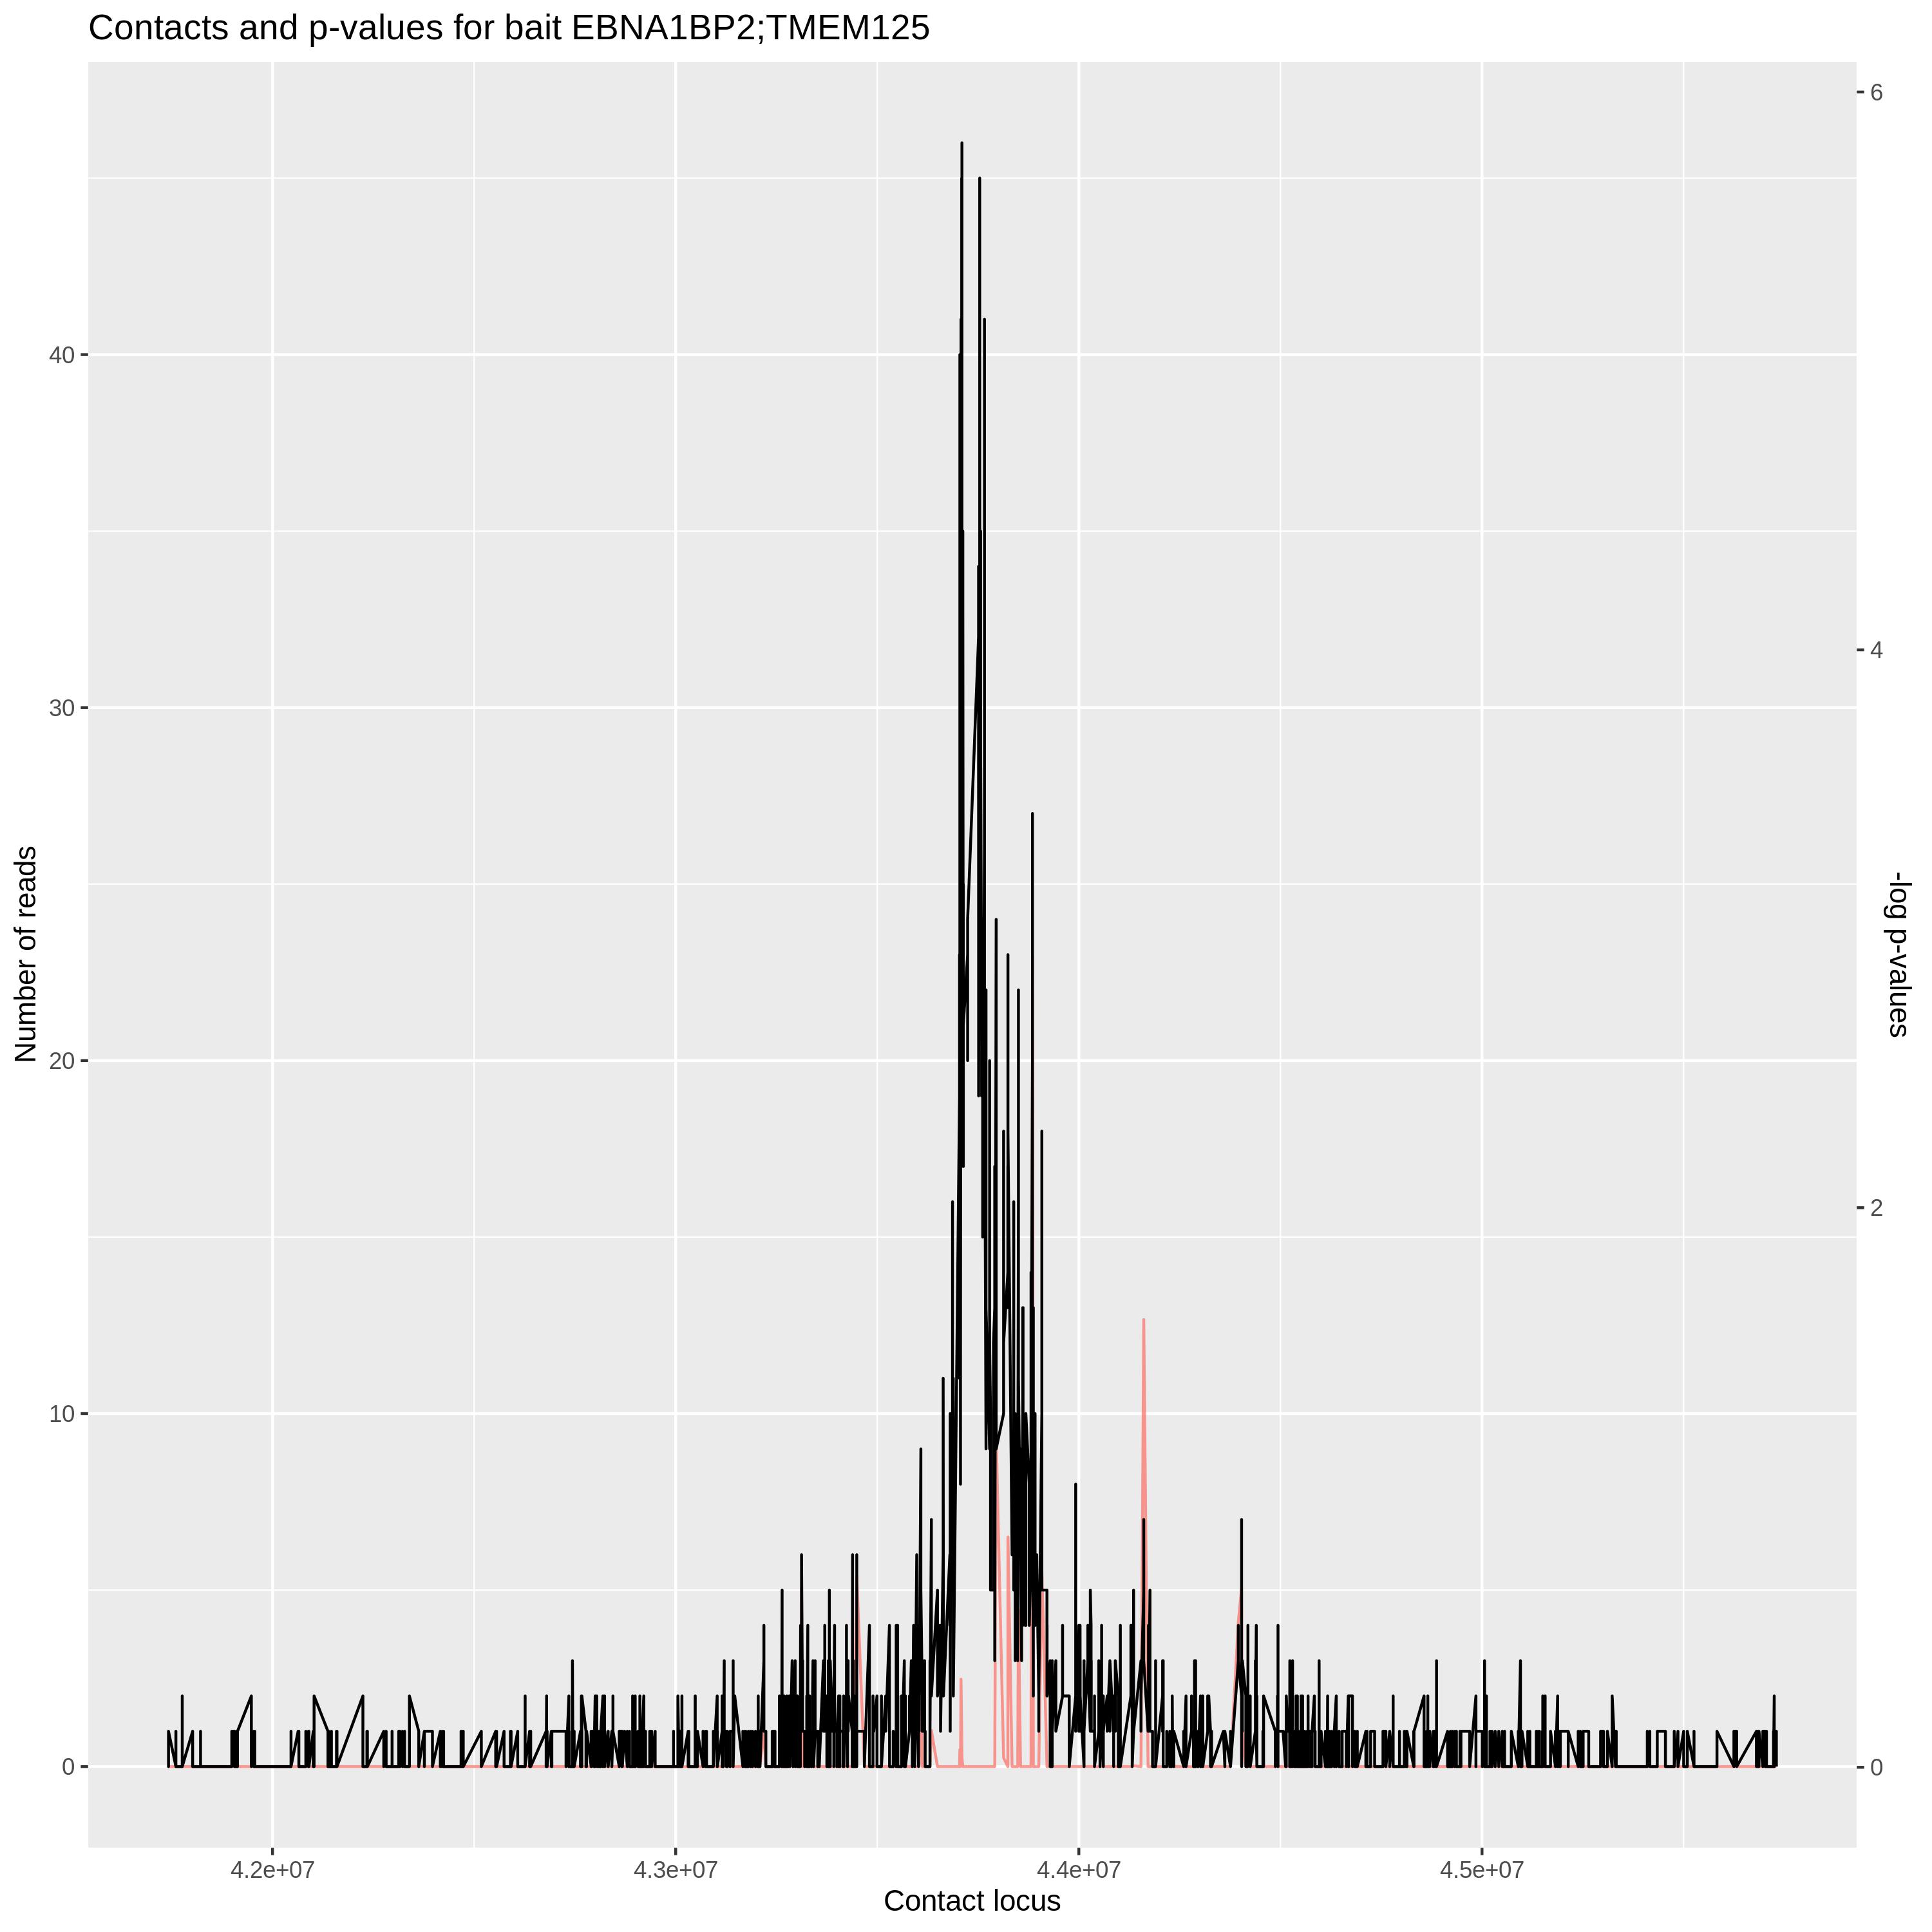 Contacts and p-values for bait EBNA1BP2;TMEM125
6
40
4
30
Number of reads
-log p-values
20
2
10
0
0
4.2e+07
4.3e+07
4.4e+07
4.5e+07
Contact locus